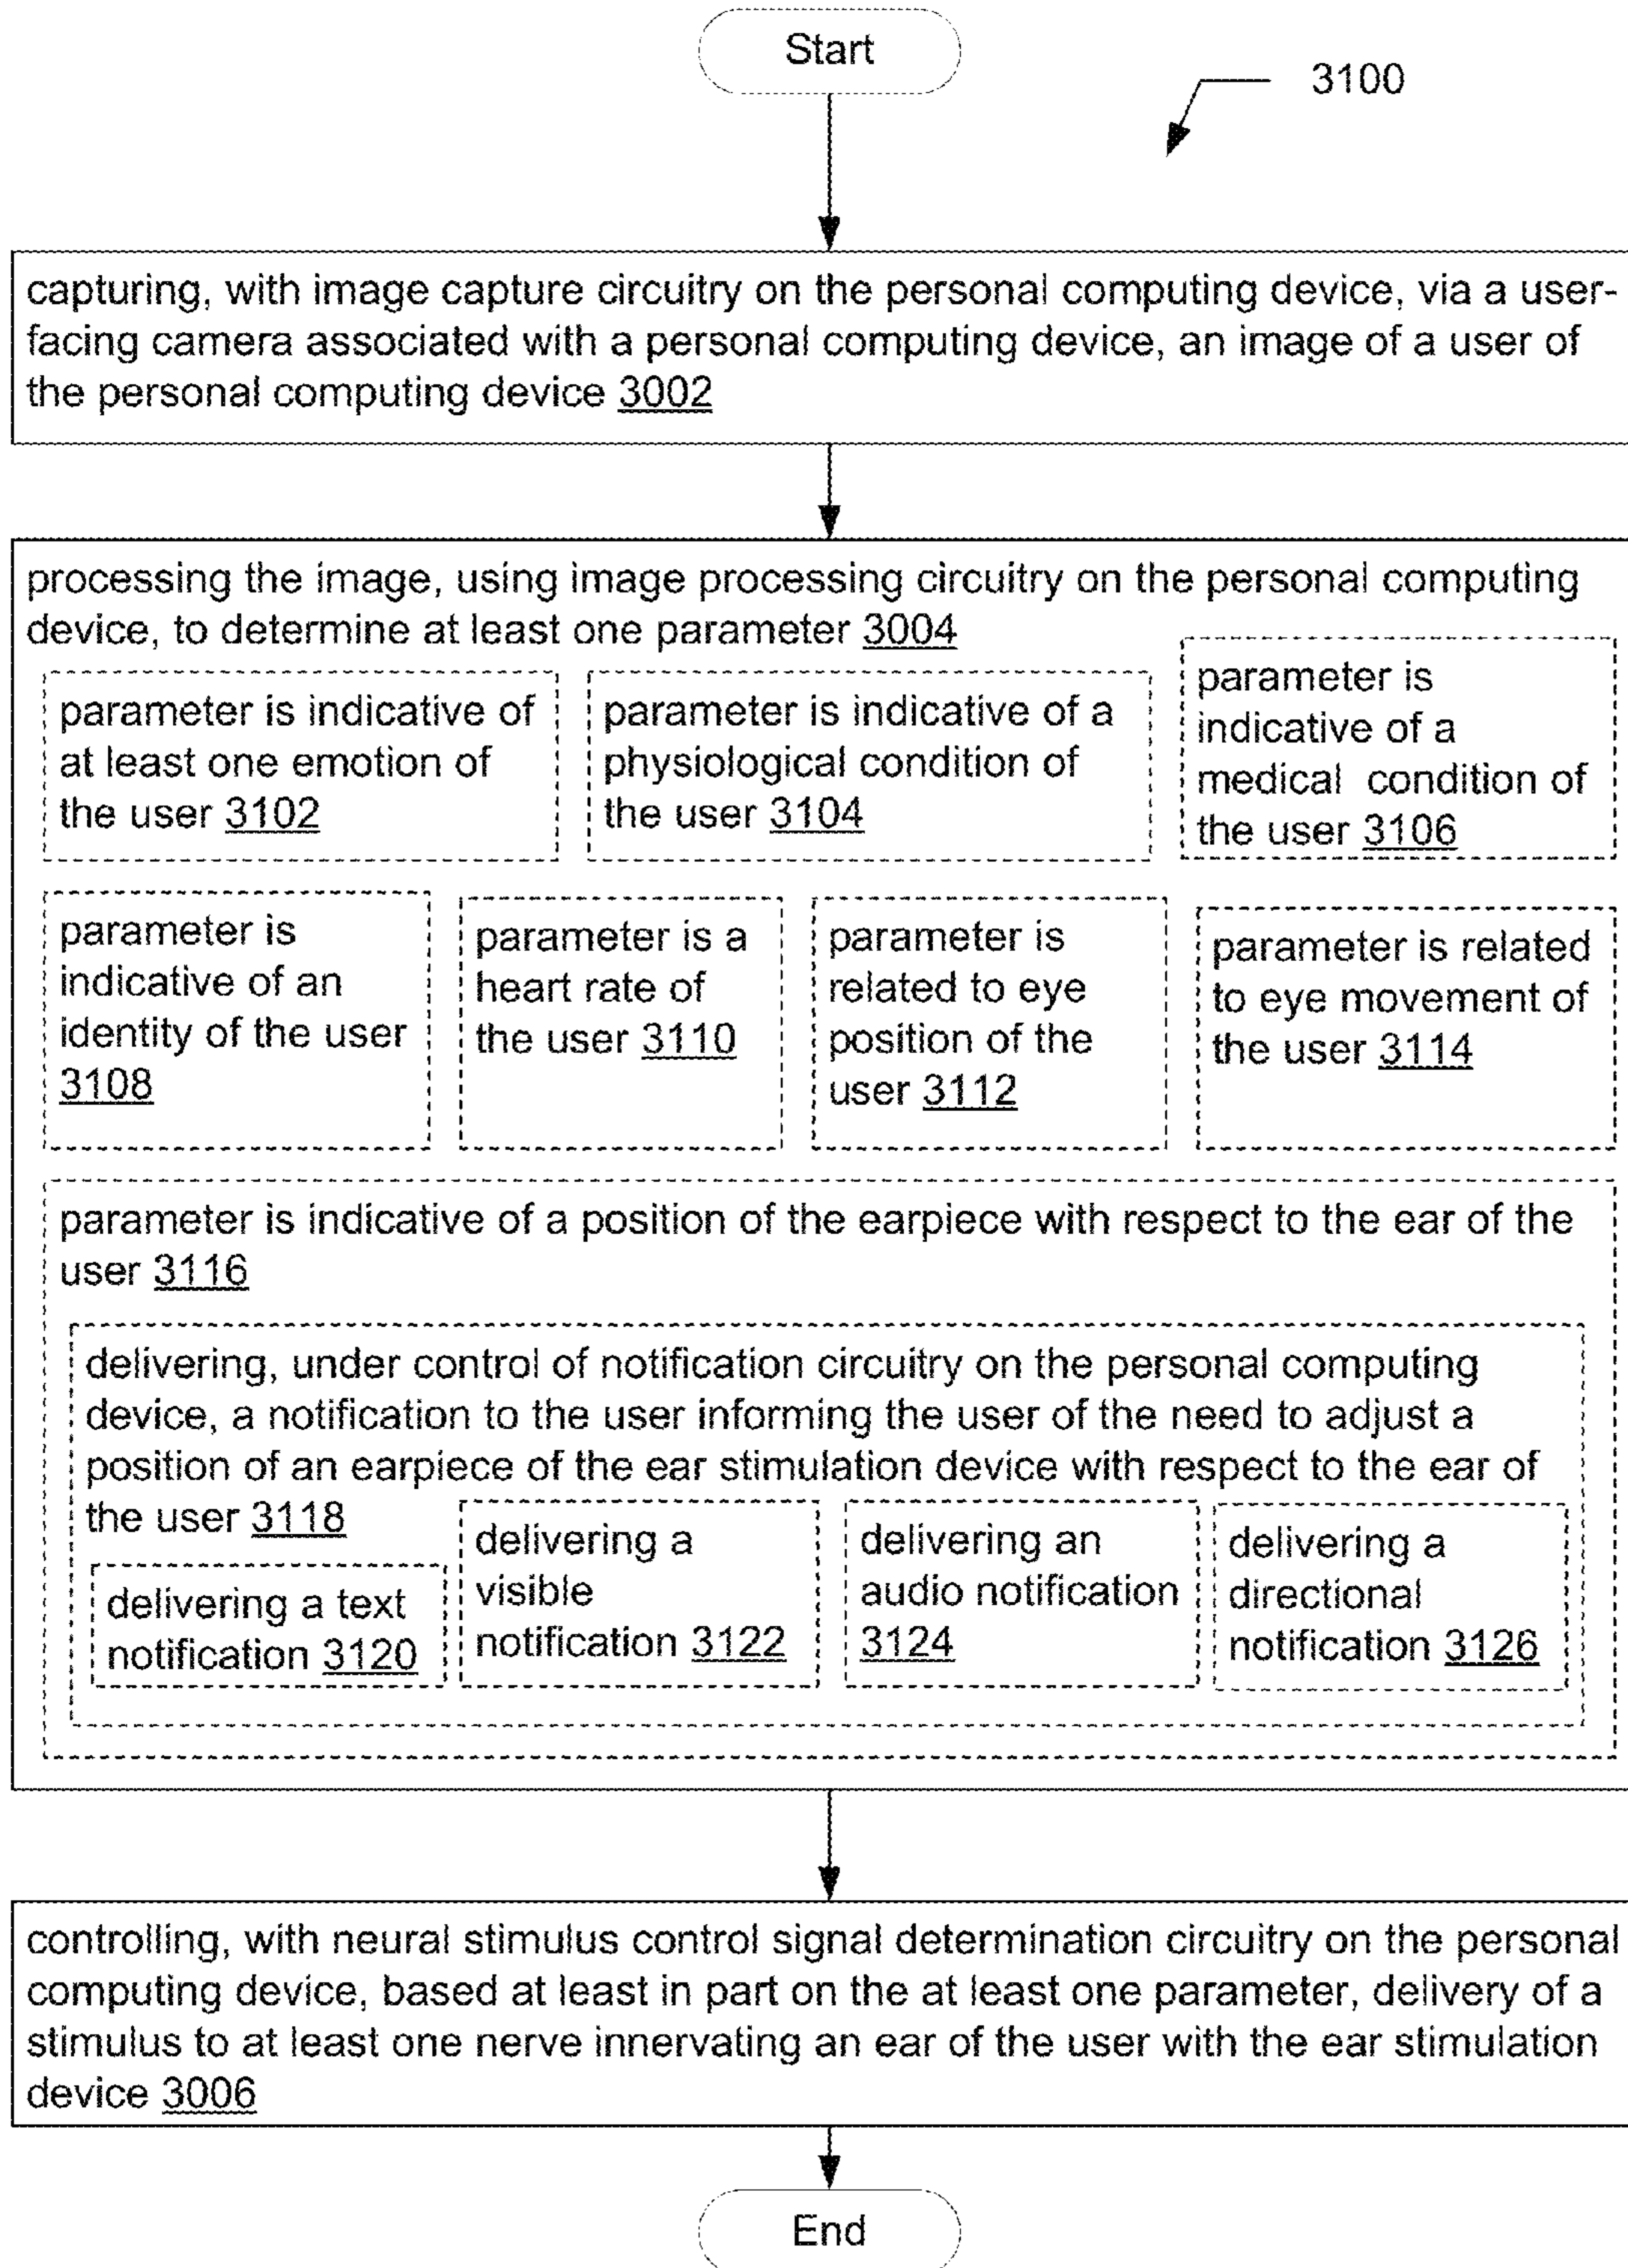 Start
3100
capturing, with image capture circuitry on the personal computing device, via a user-
facing camera associated with a personal computing device, an image of a user of
the personal computing device 3002
processing the image, using image processing circuitry on the personal computing
device, to determine at least one parameter 3004
parameter is indicative of
at least one emotion of
the user 3102
parameter is indicative of a
physiological condition of
the user 3104
parameter is
indicative of a
medical condition of
the user 3106
parameter is
indicative of an
identity of the user
3108
parameter is a
heart rate of
the user 3110
parameter is
related to eye
position of the
user 3112
parameter is related
to eye movement of
the user 3114
parameter is indicative of a position of the earpiece with respect to the ear of the
user 3116
delivering, under control of notification circuitry on the personal computing
device, a notification to the user informing the user of the need to adjust a
position of an earpiece of the ear stimulation device with respect to the ear of
the user 3118
delivering a text
notification 3120
delivering a
visible
notification 3122
delivering an
audio notification
3124
delivering a
directional
notification 3126
controlling, with neural stimulus control signal determination circuitry on the personal
computing device, based at least in part on the at least one parameter, delivery of a
stimulus to at least one nerve innervating an ear of the user with the ear stimulation
device 3006
End